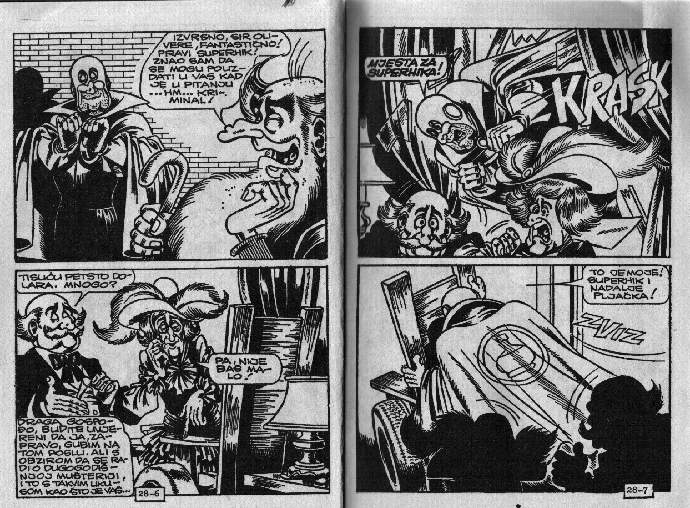 IZVRSNO, SIR OLI-
VERE, FANTASTIČNO!
PRAVI SUPERHIK!
ZNAO SAM DA
SE MOGU POUZ-
DATI U VAS KAD
JE U PITANJU
...HM... KRI-
MINAL!
TISUĆU PETSTO DO-
LARA. MNOGO?
PA, NIJE
BAŠ MA-
LO!
DRAGA GOSPO-
ĐO, BUDITE UVJE-
RENI DA JA, ZA-
PRAVO, GUBIM NA
TOM POSLU. ALI S
OBZIROM DA SE RA-
DI O DUGOGODIŠ-
NJOJ MUŠTERIJI,
I TO S TAKVIM UKU-
SOM KAO ŠTO JE VAŠ...
28-6
MJESTA ZA
SUPERHIKA!
KRASK
TO JE MOJE!
SUPERHIK I
NADALJE
PLJAČKA!
ZVIZ
28-7